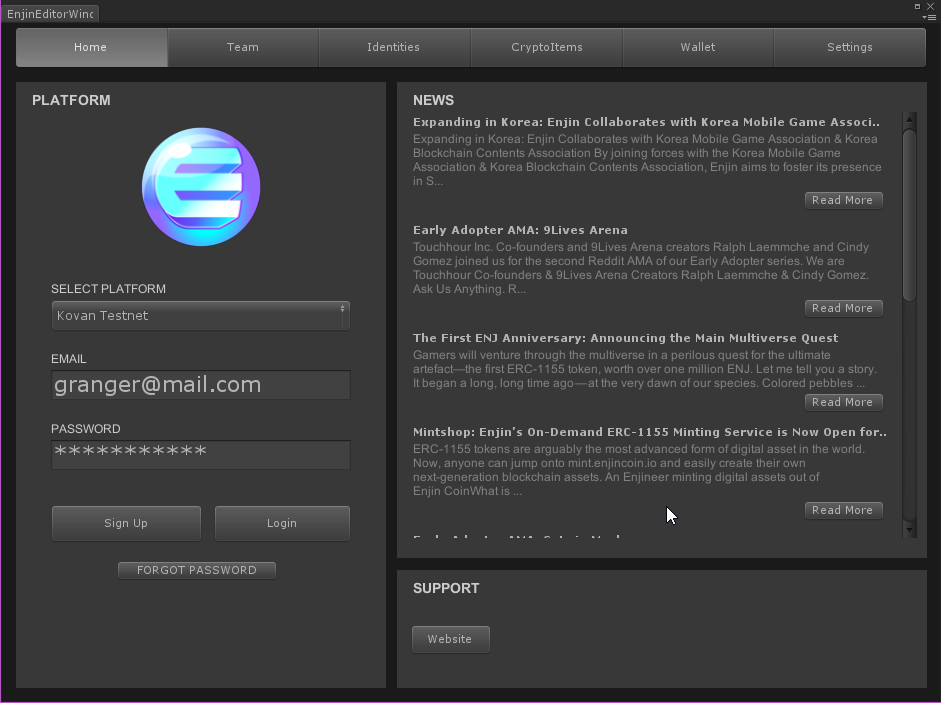 EnjinEditorWinc
Home
Team
Identities
CryptoItems
Wallet
Settings
PLATFORM
SELECT PLATFORM
Kovan Testnet
EMAIL
granger@mail.com
PASSWORD
***********
Sign Up
Login
FORGOT PASSWORD
NEWS
Expanding in Korea: Enjin Collaborates with Korea Mobile Game Associ..
Expanding in Korea: Enjin Collaborates with Korea Mobile Game Association & Korea
Blockchain Contents Association By joining forces with the Korea Mobile Game
Association & Korea Blockchain Contents Association, Enjin aims to foster its presence
in S...
Read More
Early Adopter AMA: 9Lives Arena
Touchhour Inc. Co-founders and 9Lives Arena creators Ralph Laemmche and Cindy
Gomez joined us for the second Reddit AMA of our Early Adopter series. We are
Touchhour Co-founders & 9Lives Arena Creators Ralph Laemmche & Cindy Gomez.
Ask Us Anything. R...
Read More
The First ENJ Anniversary: Announcing the Main Multiverse Quest
Gamers will venture through the multiverse in a perilous quest for the ultimate
artefact—the first ERC-1155 token, worth over one million ENJ. Let me tell you a story.
It began a long, long time ago—at the very dawn of our species. Colored pebbles ...
Read More
Mintshop: Enjin's On-Demand ERC-1155 Minting Service is Now Open for..
ERC-1155 tokens are arguably the most advanced form of digital asset in the world.
Now, anyone can jump onto mint.enjincoin.io and easily create their own
next-generation blockchain assets. An Enjineer minting digital assets out of
Enjin CoinWhat is ...
Read More
SUPPORT
Website